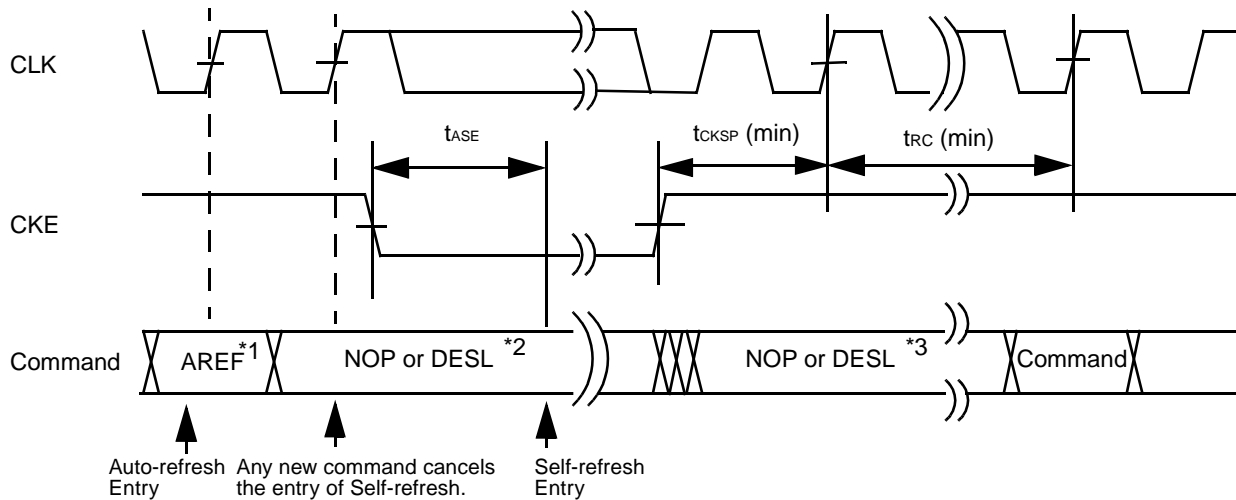 CLK
tASE
tCKSP (min)
tRC (min)
CKE
Command
AREF*1
NOP or DESL *2
NOP or DESL *3
Command
Auto-refresh
Entry
Any new command cancels
the entry of Self-refresh.
Self-refresh
Entry